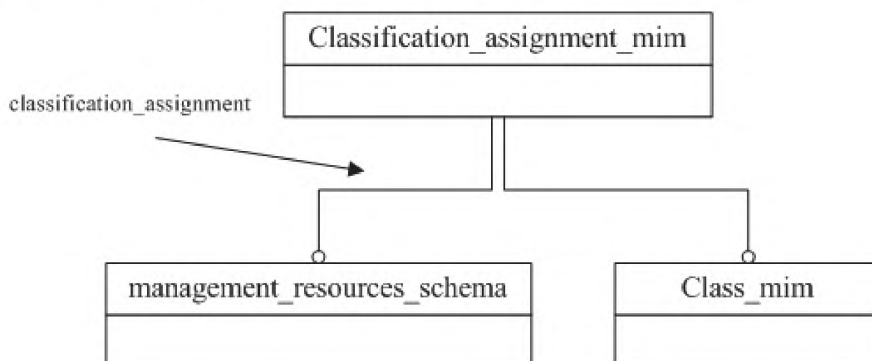 Classification_assignment_mim
classification_assignment
management_resources_schema
Class_mim